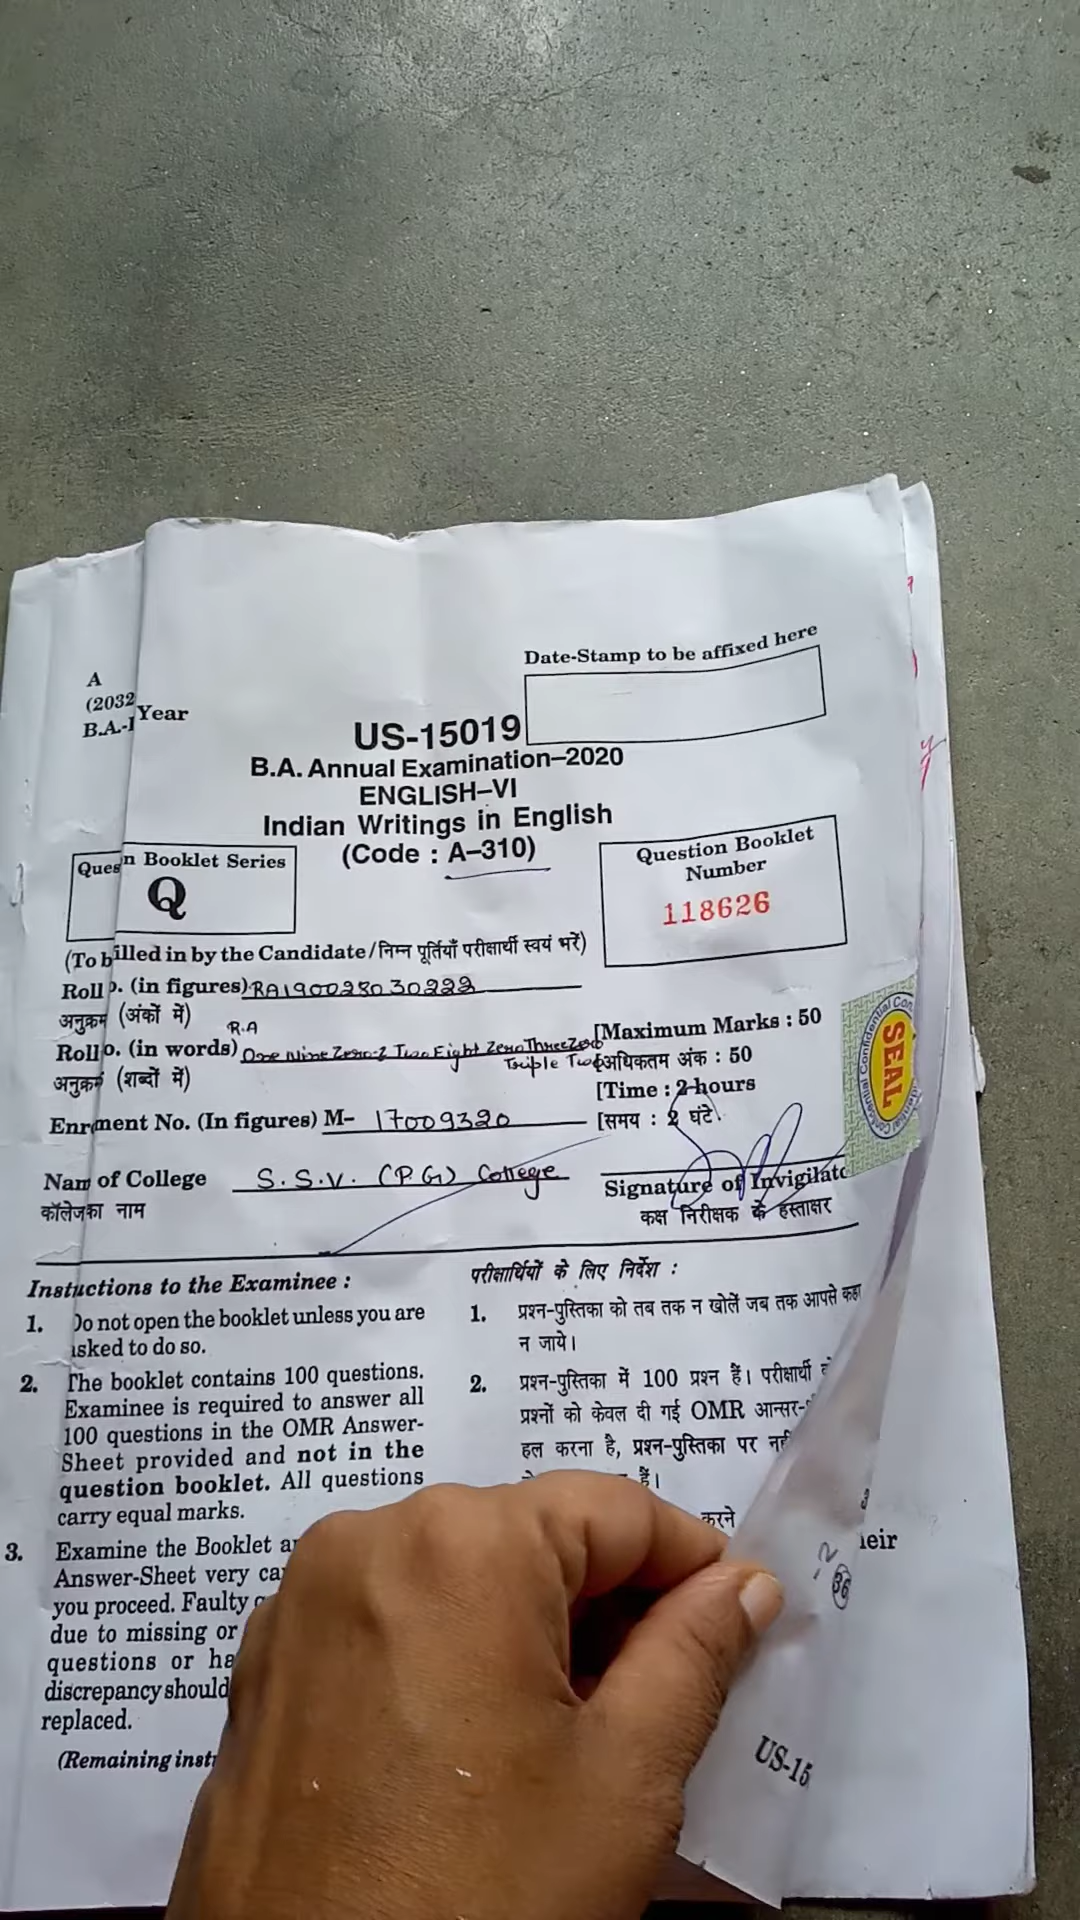 Date-Stamp to be affixed here
A
(2032
B.A.-I Year
US-15019
B.A. Annual Examination–2020
ENGLISH–VI
Indian Writings in English
(Code : A–310)
Ques n Booklet Series
Q
Question Booklet
Number
118626
(To b illed in by the Candidate/निम्न पूर्तियाँ परीक्षार्थी स्वयं भरें)
Roll o. (in figures) RA190028030222
अनुक्रम (अंकों में)
R.A
Roll o. (in words) One Nine Zero Two Eight Zero Three Zero
Triple Two
अनुक्रम (शब्दों में)
[Maximum Marks : 50
[अधिकतम अंक : 50
[Time : 2 hours
[समय : 2 घंटे
Enr ment No. (In figures) M- 17009320
Nam of College S.S.V. (P.G) College
कॉलेज का नाम
Signature of Invigilato
कक्ष निरीक्षक के हस्ताक्षर
SEAL
Inst uctions to the Examinee :
1. Do not open the booklet unless you are
asked to do so.
2. The booklet contains 100 questions.
Examinee is required to answer all
100 questions in the OMR Answer-
Sheet provided and not in the
question booklet. All questions
carry equal marks.
3. Examine the Booklet a
Answer-Sheet very ca
you proceed. Faulty
due to missing or
questions or ha
discrepancy should
replaced.
(Remaining inst
परीक्षार्थियों के लिए निर्देश :
1. प्रश्न-पुस्तिका को तब तक न खोलें जब तक आपसे कहा
न जाये।
2. प्रश्न-पुस्तिका में 100 प्रश्न हैं। परीक्षार्थी
प्रश्नों को केवल दी गई OMR आन्सर-
हल करना है, प्रश्न-पुस्तिका पर नहीं
हैं।
करने
heir
36
US-15